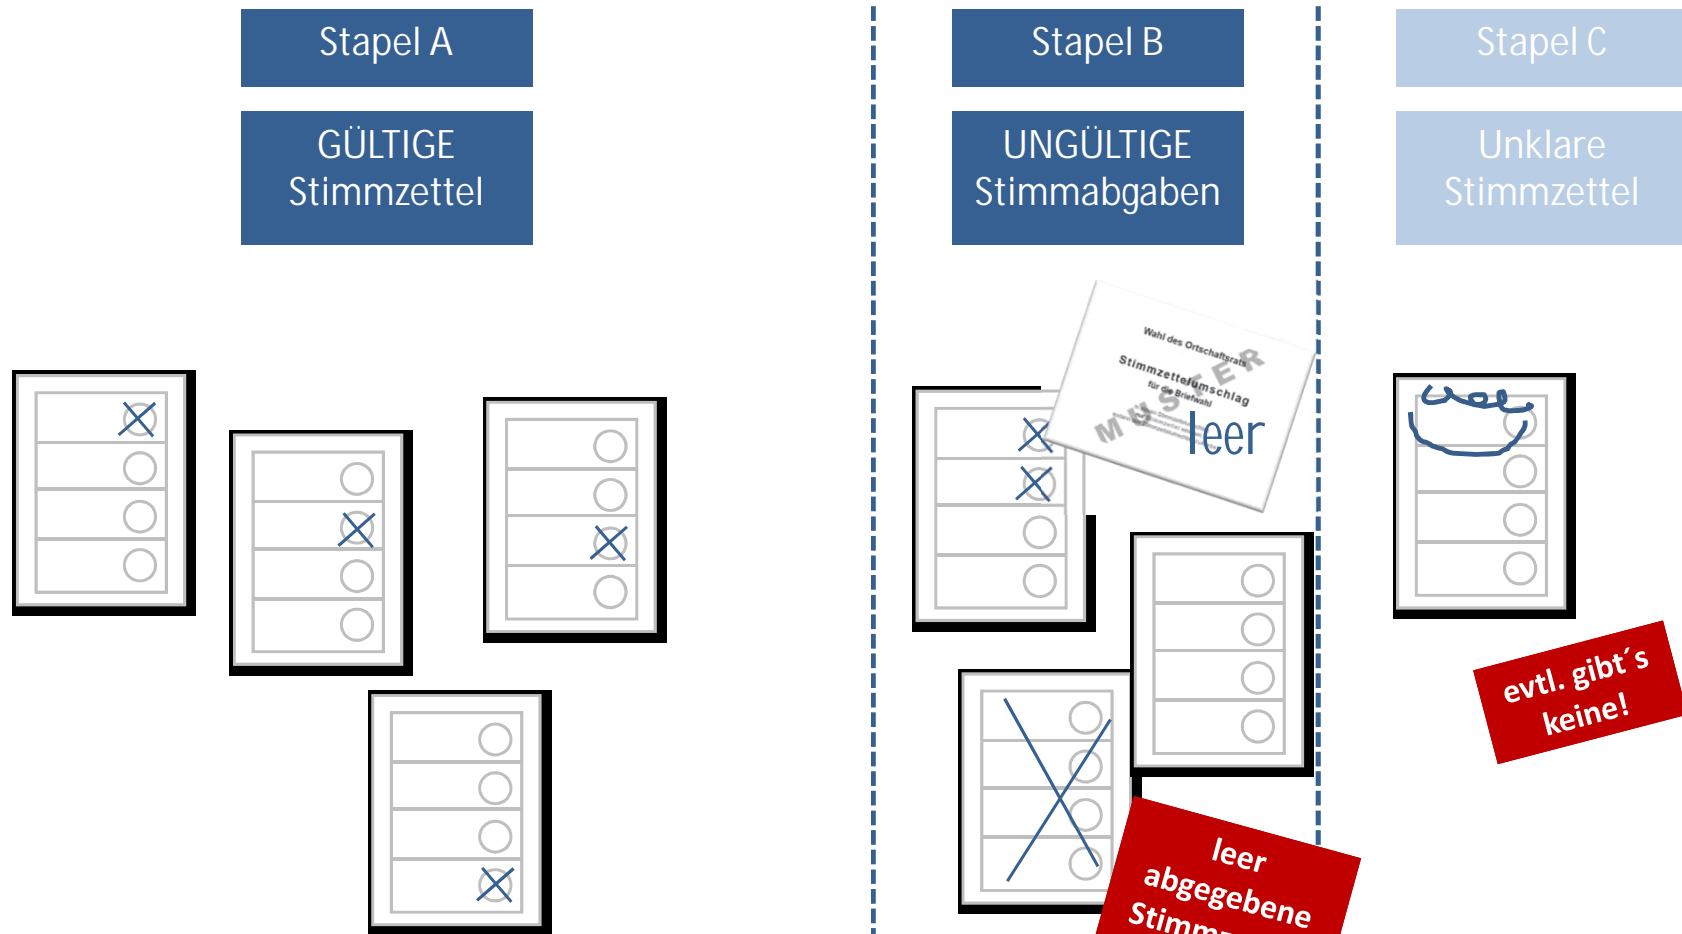 Stapel A
GÜLTIGE
Stimmzettel
Stapel B
UNGÜLTIGE
Stimmabgaben
Stapel C
Unklare
Stimmzettel
Wahl des Ortschaftsrats
Stimmzettelumschlag
für die Briefwahl
MUSTER
leer
evtl. gibt´s
keine!
leer
abgegebene